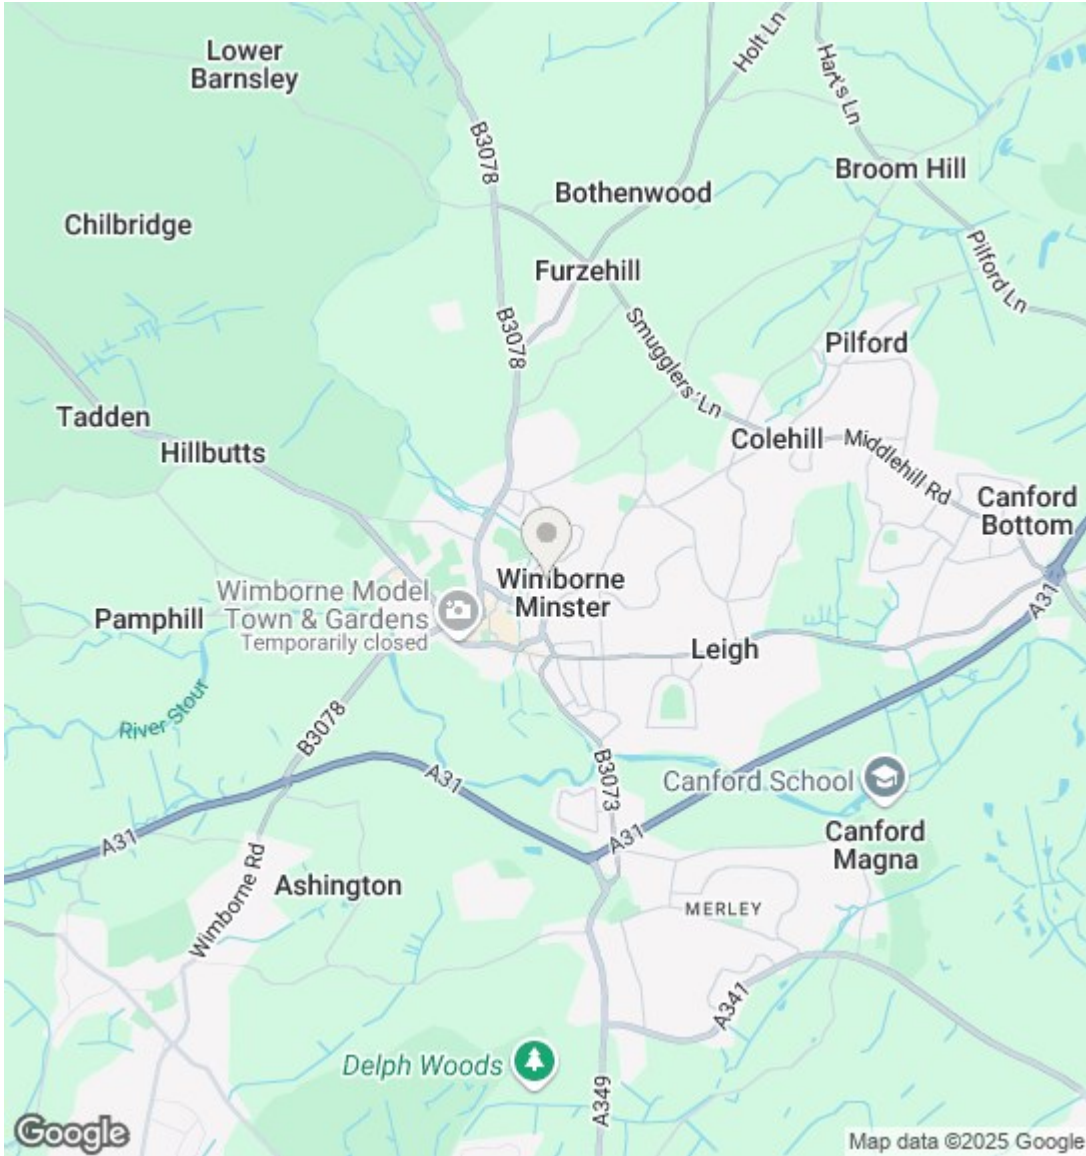 Lower
Barnsley
Holt Ln
Hart's Ln
B3078
Broom Hill
Bothenwood
Chilbridge
Pilford Ln
Furzehill
B3078
Smugglers' Ln
Pilford
Tadden
Hillbutts
Colehill
Middlehill Rd
Canford
Bottom
Wimborne
Minster
Wimborne Model
Town & Gardens
Temporarily closed
A31
Pamphill
Leigh
River Stour
B3078
A31
B3073
Canford School
A31
A31
Canford
Magna
Wimborne Rd
Ashington
MERLEY
A341
Delph Woods
A349
Google
Map data ©2025 Google